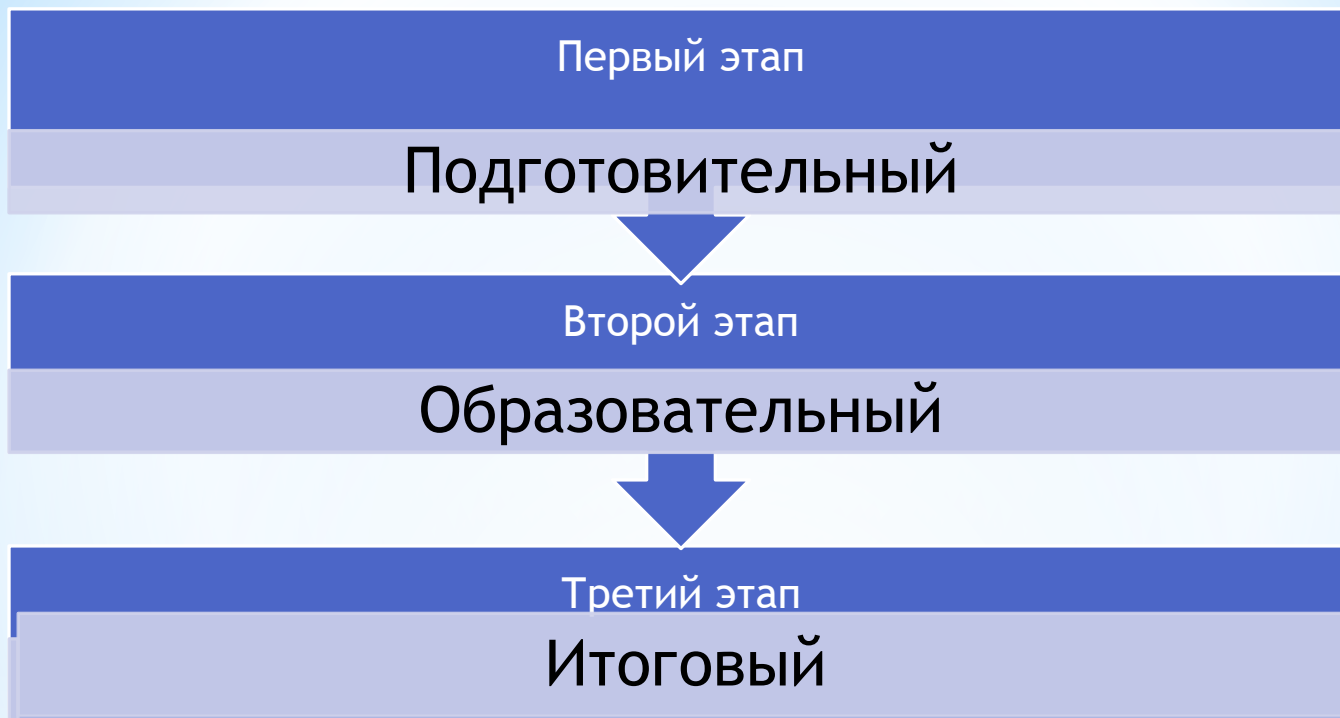 Первый этап
Подготовительный
Второй этап
Образовательный
Третий этап
Итоговый